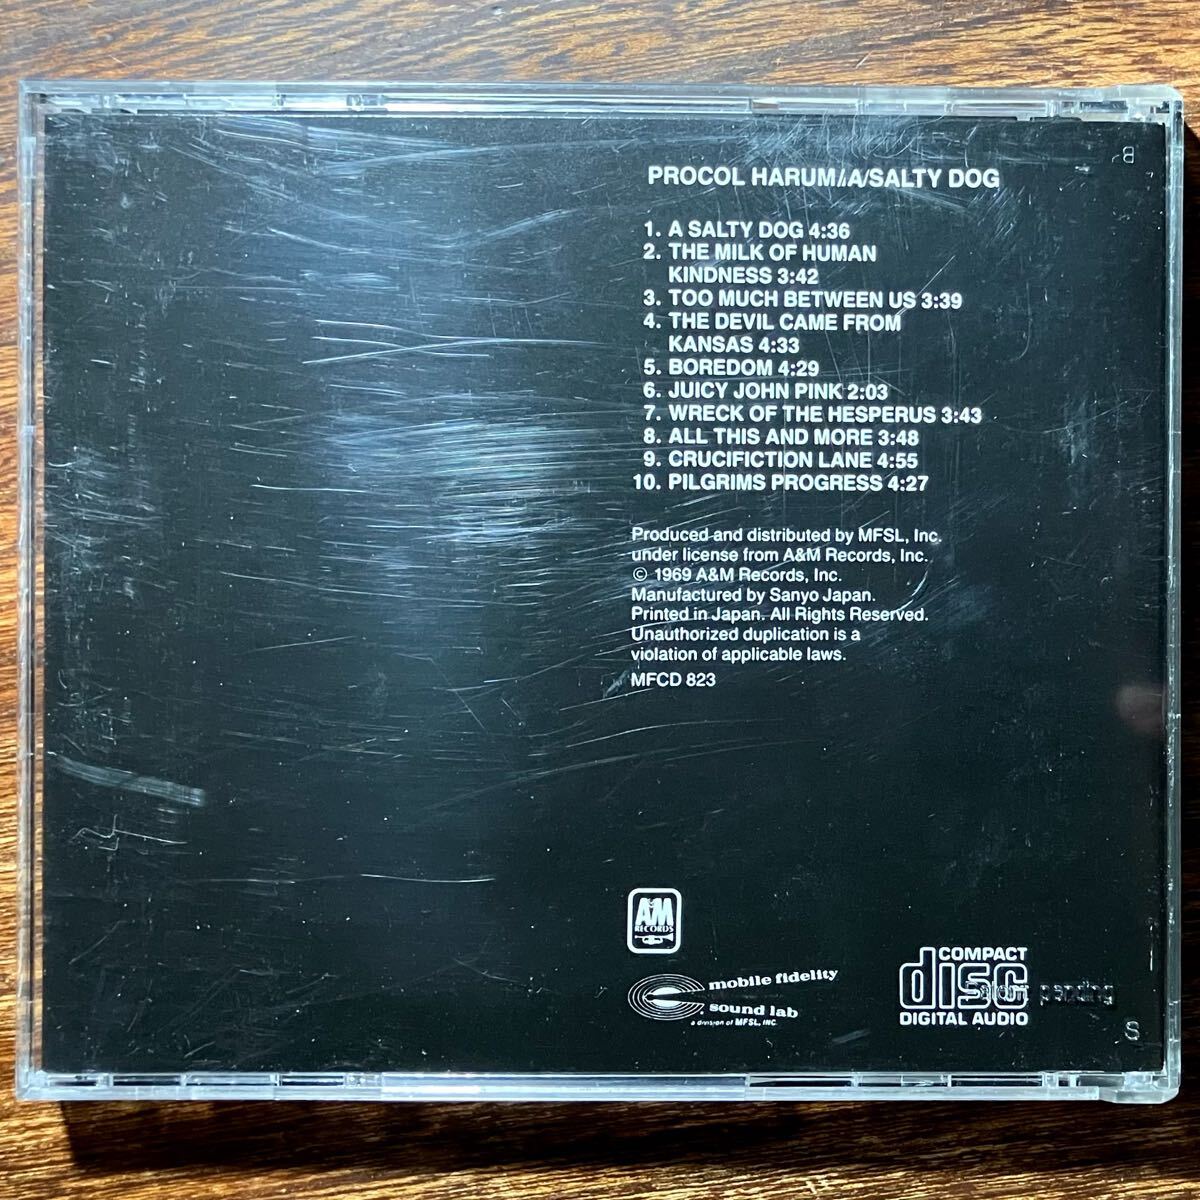 PROCOL HARUM/A/SALTY DOG
1. A SALTY DOG 4:36
2. THE MILK OF HUMAN
KINDNESS 3:42
3. TOO MUCH BETWEEN US 3:39
4. THE DEVIL CAME FROM
KANSAS 4:33
5. BOREDOM 4:29
6. JUICY JOHN PINK 2:03
7. WRECK OF THE HESPERUS 3:43
8. ALL THIS AND MORE 3:48
9. CRUCIFICTION LANE 4:55
10. PILGRIMS PROGRESS 4:27
Produced and distributed by MFSL, Inc.
under license from A&M Records, Inc.
© 1969 A&M Records, Inc.
Manufactured by Sanyo Japan.
Printed in Japan. All Rights Reserved.
Unauthorized duplication is a
violation of applicable laws.
MFCD 823
A&M
RECORDS
mobile fidelity
sound lab
a division of MFSL, INC.
COMPACT
disc
DIGITAL AUDIO
Patent pending
B
S